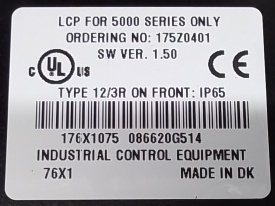 LCP FOR 5000 SERIES ONLY
ORDERING NO: 175Z0401
SW VER. 1.50
C UL US CE
TYPE 12/3R ON FRONT: IP65
176X1075 086620G514
INDUSTRIAL CONTROL EQUIPMENT
76X1 MADE IN DK